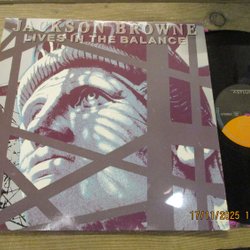 JACKSON BROWNE
LIVES IN THE BALANCE
17/11/2025